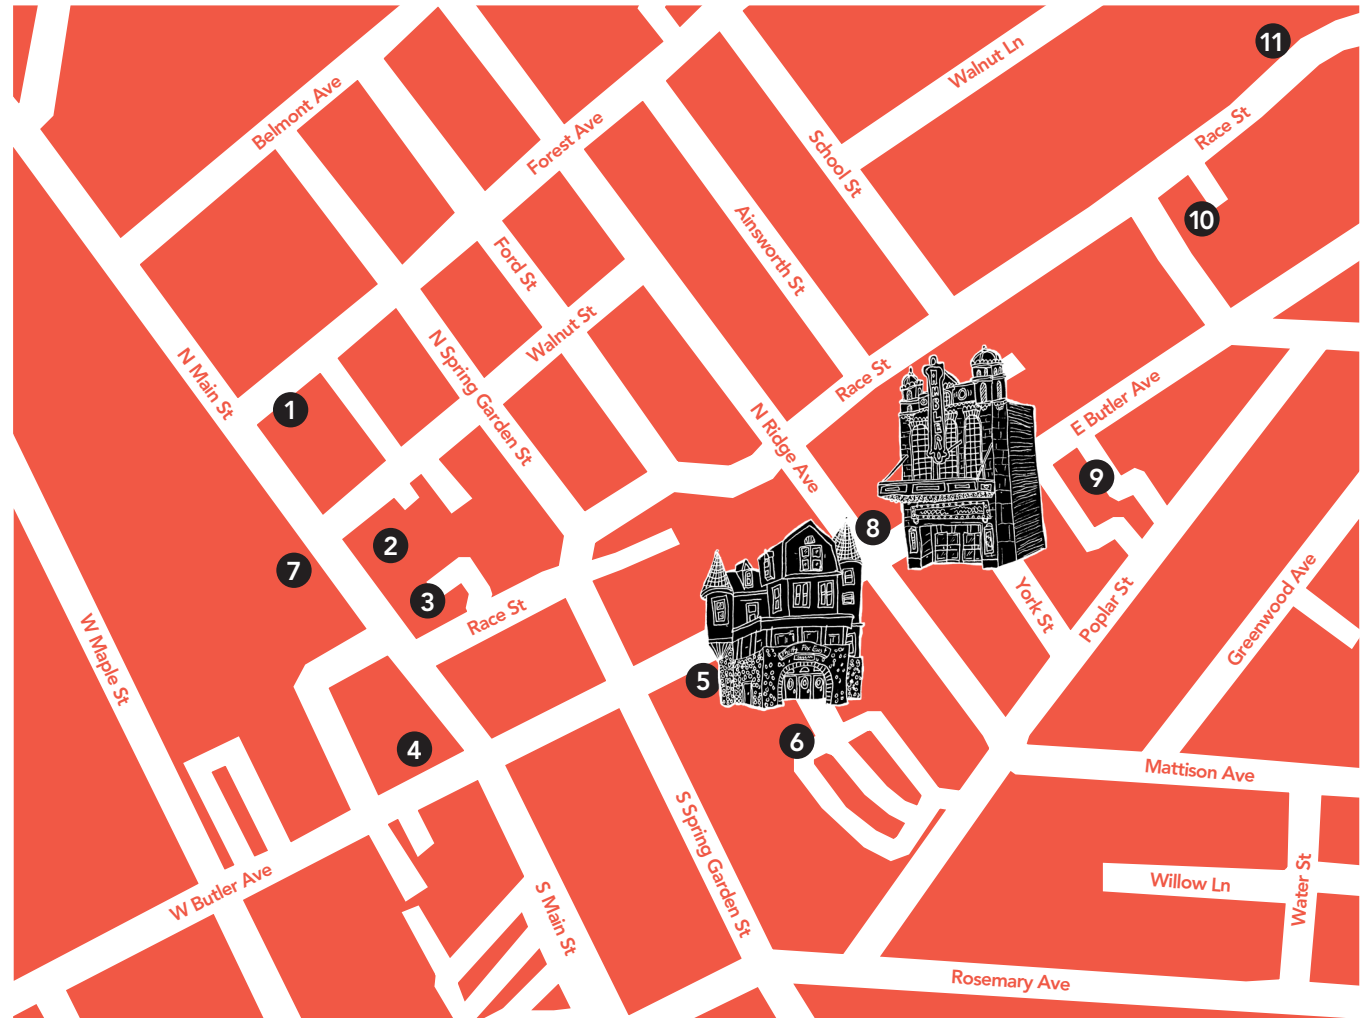 11
Walnut Ln
Belmont Ave
Race St
Forest Ave
School St
10
Ainsworth St
Ford St
Walnut St
N Main St
N Spring Garden St
Race St
E Butler Ave
1
N Ridge Ave
9
8
2
7
3
Race St
York St
Poplar St
Greenwood Ave
W Maple St
5
6
4
Mattison Ave
S Spring Garden St
W Butler Ave
Willow Ln
Water St
S Main St
Rosemary Ave